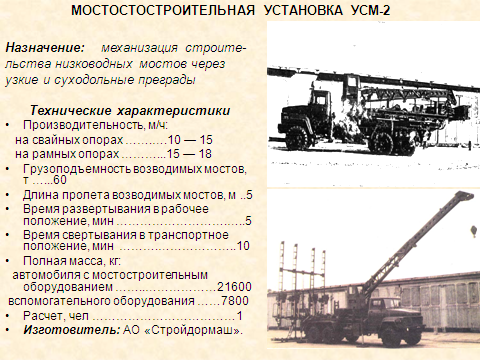 МОСТОСТОСТРОИТЕЛЬНАЯ УСТАНОВКА УСМ-2
Назначение: механизация строите-
льства низководных мостов через
узкие и суходольные преграды
Технические характеристики
• Производительность, м/ч:
на свайных опорах ..........10 — 15
на рамных опорах ...........15 — 18
• Грузоподъемность возводимых мостов,
т ......60
• Длина пролета возводимых мостов, м ..5
• Время развертывания в рабочее
положение, мин ..............................5
• Время свертывания в транспортное
положение, мин ............................10
• Полная масса, кг:
автомобиля с мостостроительным
оборудованием .........................21600
вспомогательного оборудования ......7800
• Расчет, чел ..................................1
• Изготовитель: АО «Стройдормаш».